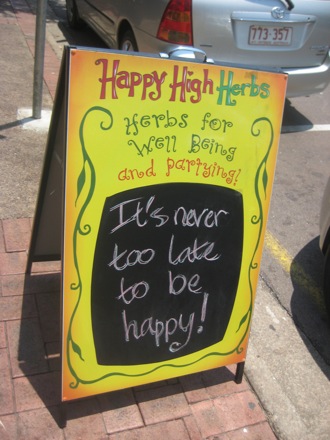 773·357
Happy High Herbs
Herbs for
Well Being
and partying!
It's never
too late
to be
happy!